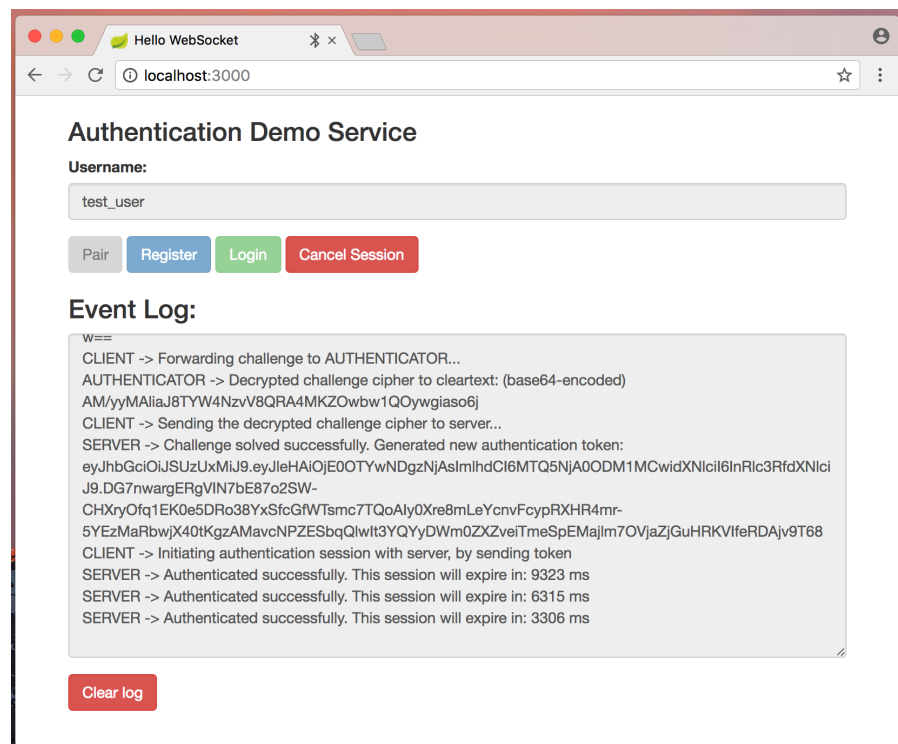 Hello WebSocket
localhost:3000
Authentication Demo Service
Username:
test_user
Pair Register Login Cancel Session
Event Log:
w==
CLIENT -> Forwarding challenge to AUTHENTICATOR...
AUTHENTICATOR -> Decrypted challenge cipher to cleartext: (base64-encoded)
AM/yyMAliaJ8TYW4NzvV8QRA4MKZOwbw1QOywgiaso6j
CLIENT -> Sending the decrypted challenge cipher to server...
SERVER -> Challenge solved successfully. Generated new authentication token:
eyJhbGciOiJSUzUxMiJ9.eyJleHAiOjE0OTYwNDgzNjAsImlhdCI6MTQ5NjA0ODM1MCwidXNlciI6InRlc3RfdXNlci
J9.DG7nwargERgVIN7bE87o2SW-
CHXryOfq1EK0e5DRo38YxSfcGfWTsmc7TQoAIy0Xre8mLeYcnvFcypRXHR4mr-
5YEzMaRbwjX40tKgzAMavcNPZESbqQlwIt3YQYyDWm0ZXZveiTmeSpEMajlm7OVjaZjGuHRKVIfeRDAjv9T68
CLIENT -> Initiating authentication session with server, by sending token
SERVER -> Authenticated successfully. This session will expire in: 9323 ms
SERVER -> Authenticated successfully. This session will expire in: 6315 ms
SERVER -> Authenticated successfully. This session will expire in: 3306 ms
Clear log